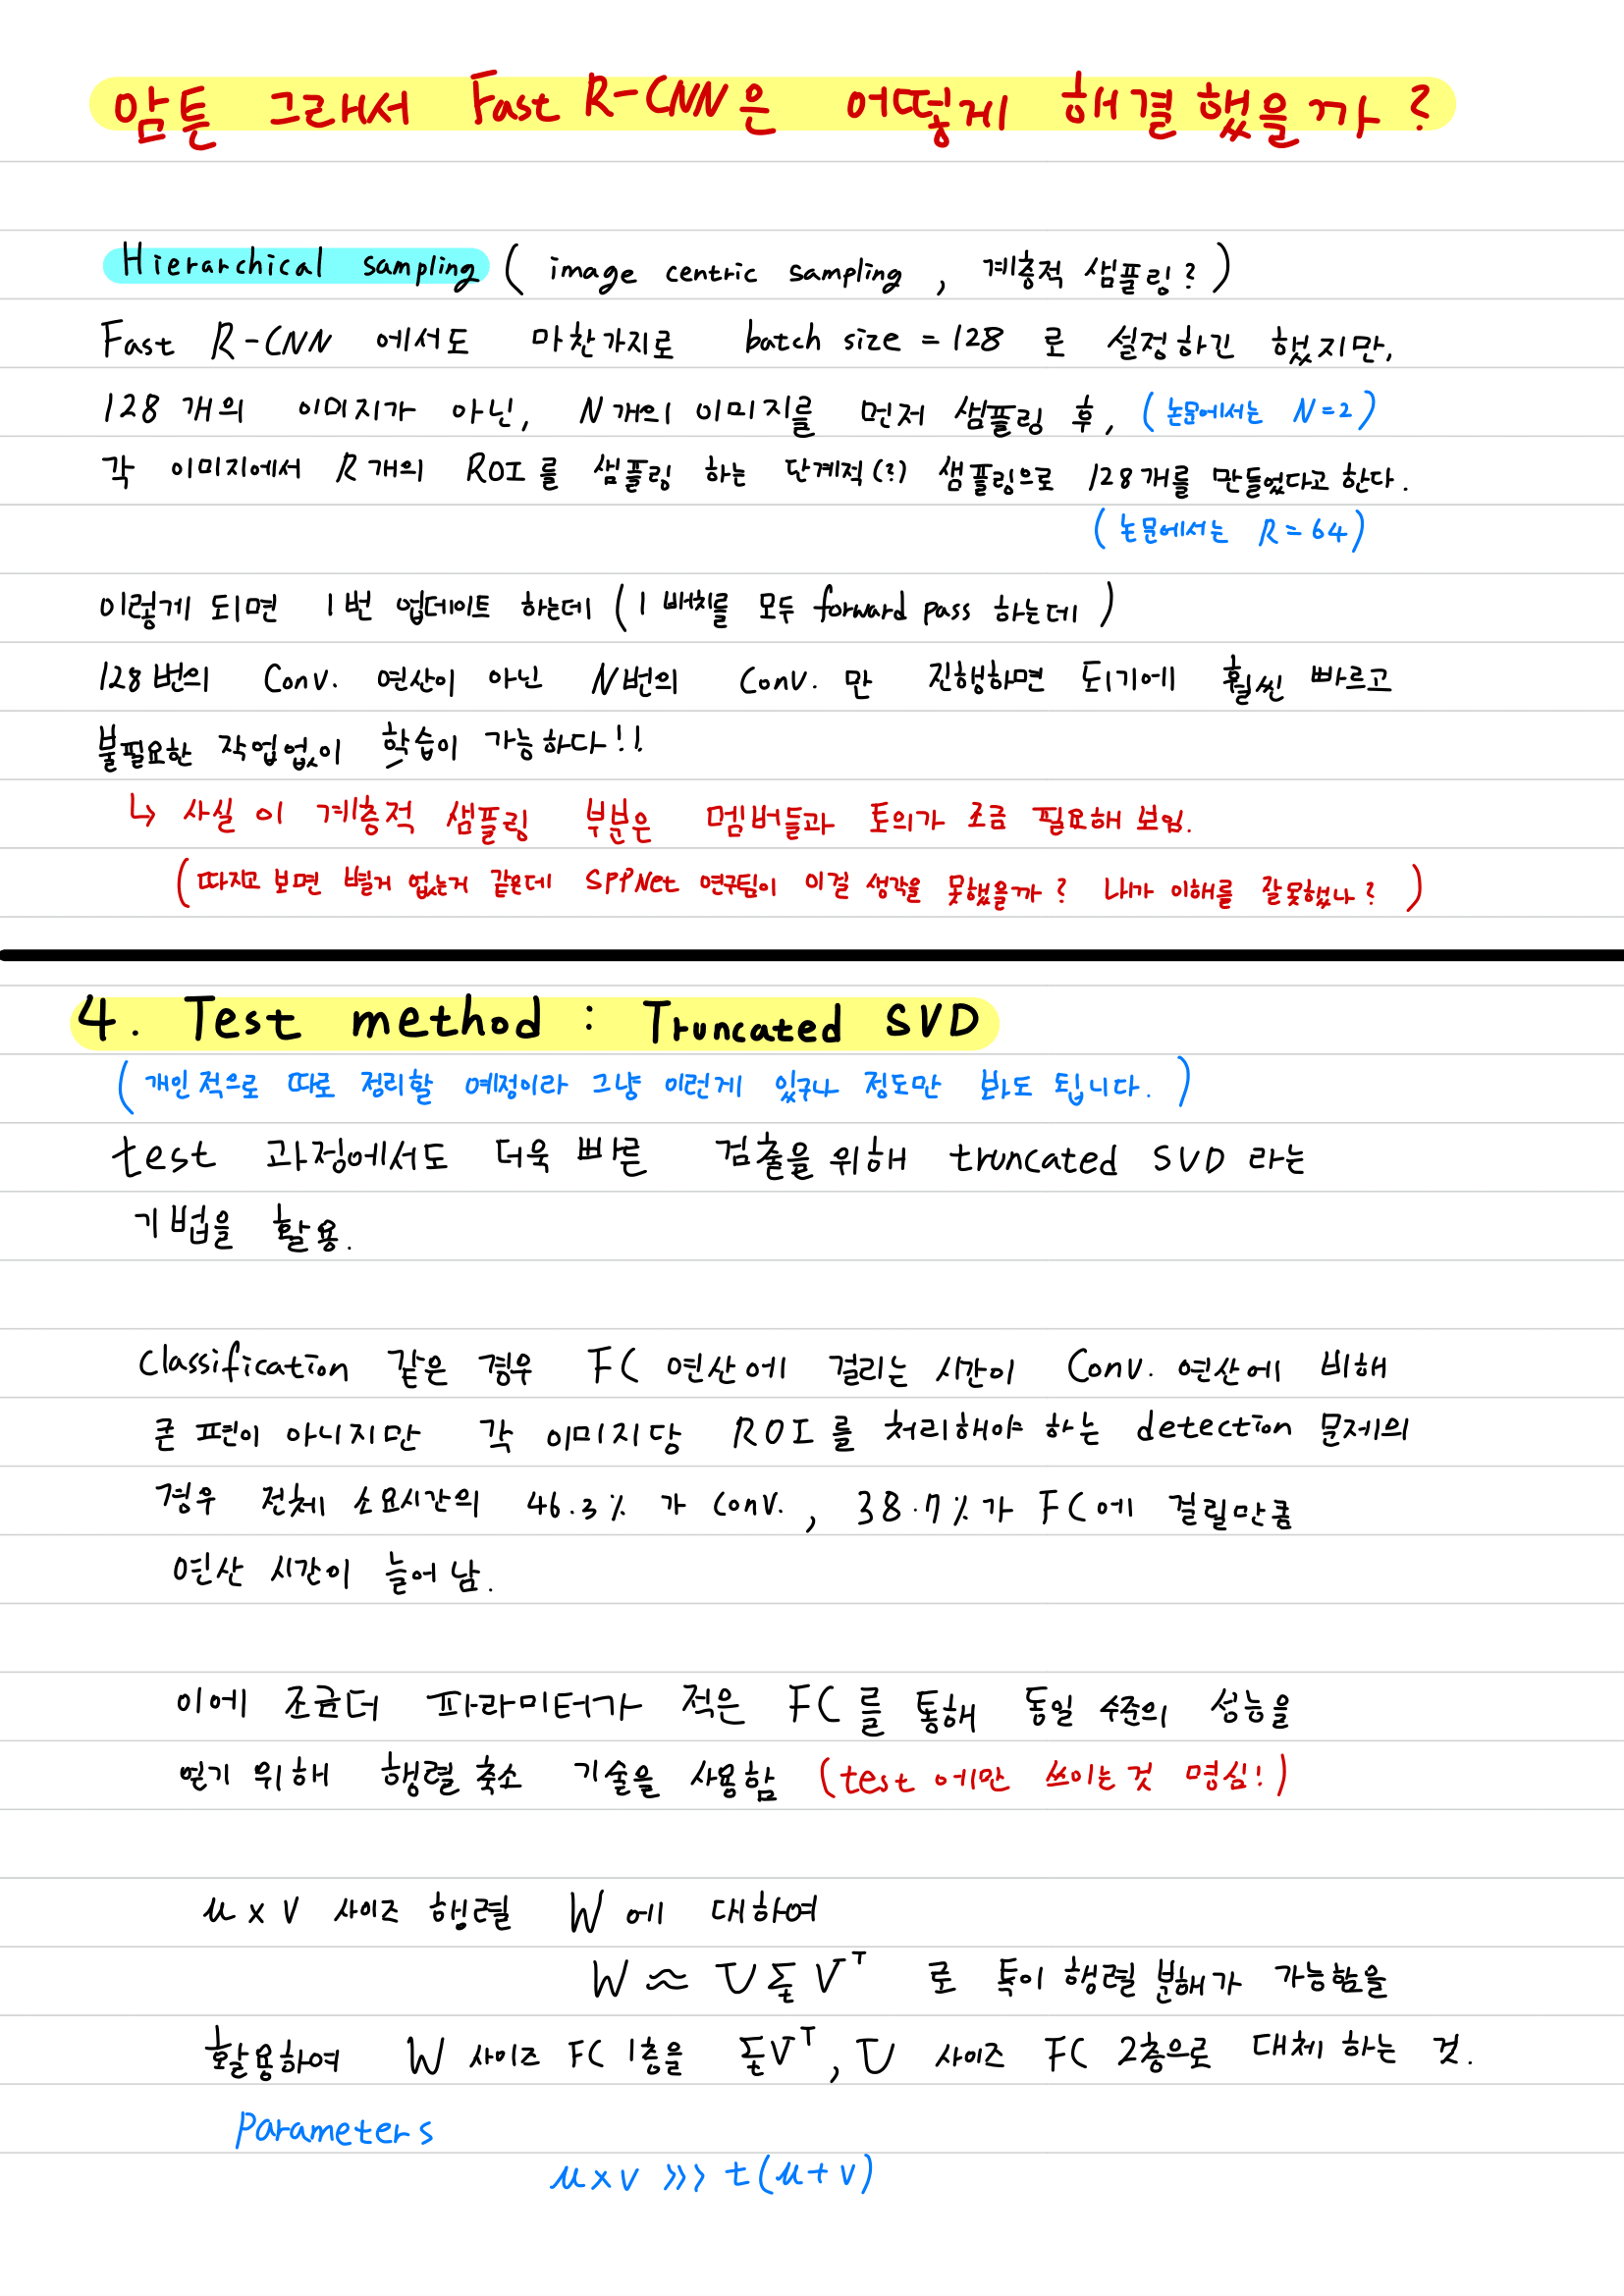 암튼 그래서 Fast R-CNN은 어떻게 해결했을까?
Hierarchical sampling ( image centric sampling , 계층적 샘플링? )
Fast R-CNN 에서도 마찬가지로 batch size = 128 로 설정하긴 했지만,
128 개의 이미지가 아닌, N개의 이미지를 먼저 샘플링 후, (논문에서는 N=2)
각 이미지에서 R개의 ROI를 샘플링 하는 단계적(?) 샘플링으로 128개를 만들었다고 한다.
(논문에서는 R=64)
이렇게 되면 1번 업데이트 하는데 (1 배치를 모두 forward pass 하는데)
128번의 Conv. 연산이 아닌 N번의 Conv. 만 진행하면 되기에 훨씬 빠르고
불필요한 작업없이 학습이 가능하다!!
↳ 사실 이 계층적 샘플링 부분은 멤버들과 토의가 조금 필요해 보임.
(따지고 보면 별거 없는거 같은데 SPPNet 연구팀이 이걸 생각을 못했을까? 내가 이해를 잘못했나?)
4. Test method : Truncated SVD
(개인적으로 따로 정리할 예정이라 그냥 이런게 있구나 정도만 봐도 됩니다.)
test 과정에서도 더욱 빠른 검출을 위해 truncated SVD 라는
기법을 활용.
Classification 같은 경우 FC 연산에 걸리는 시간이 Conv. 연산에 비해
큰 편이 아니지만 각 이미지당 ROI를 처리해야 하는 detection 문제의
경우 전체 소요시간의 46.3% 가 conv. , 38.7%가 FC에 걸릴만큼
연산 시간이 늘어남.
이에 조금더 파라미터가 적은 FC를 통해 동일 수준의 성능을
얻기 위해 행렬 축소 기술을 사용함 (test 에만 쓰이는것 명심!)
u x v 사이즈 행렬 W 에 대하여
W ≈ U Σ_t V^T 로 특이행렬 분해가 가능함을
활용하여 W 사이즈 FC 1층을 Σ_t V^T, U 사이즈 FC 2층으로 대체 하는 것.
Parameters
u x v >>> t(u+v)